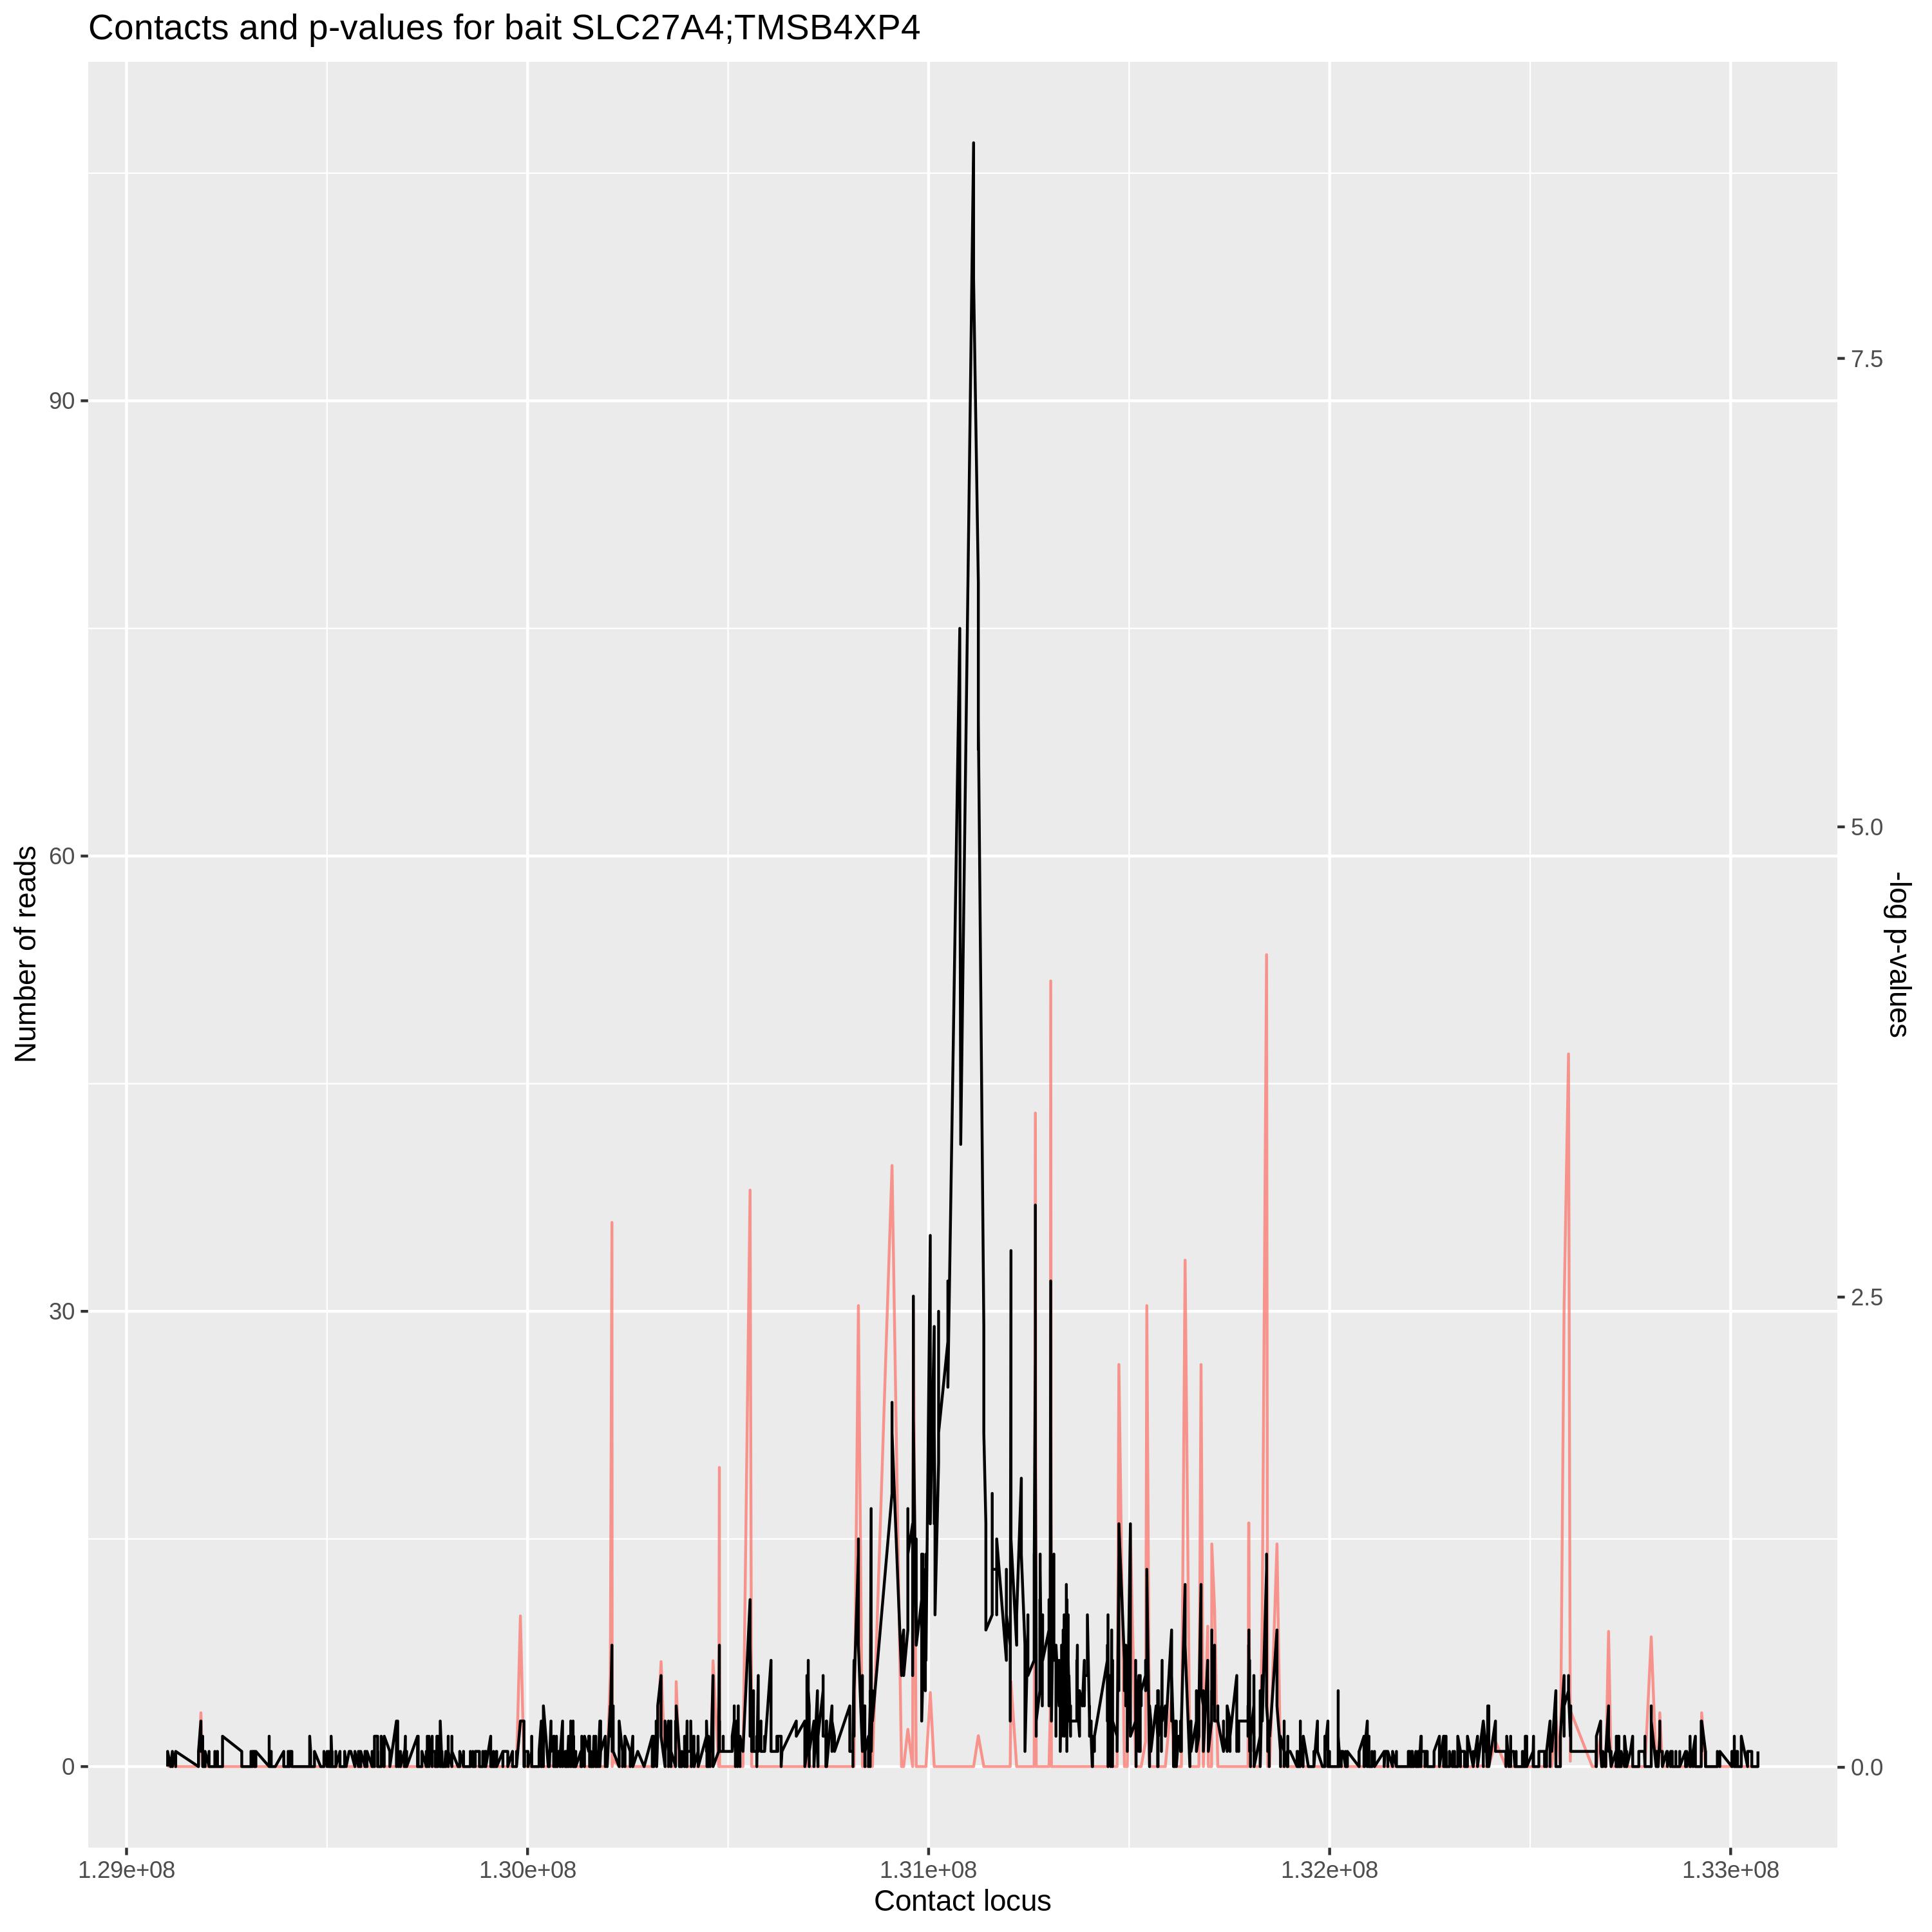 Contacts and p-values for bait SLC27A4;TMSB4XP4
90
60
30
0
Number of reads
7.5
5.0
2.5
0.0
-log p-values
1.29e+08
1.30e+08
1.31e+08
1.32e+08
1.33e+08
Contact locus